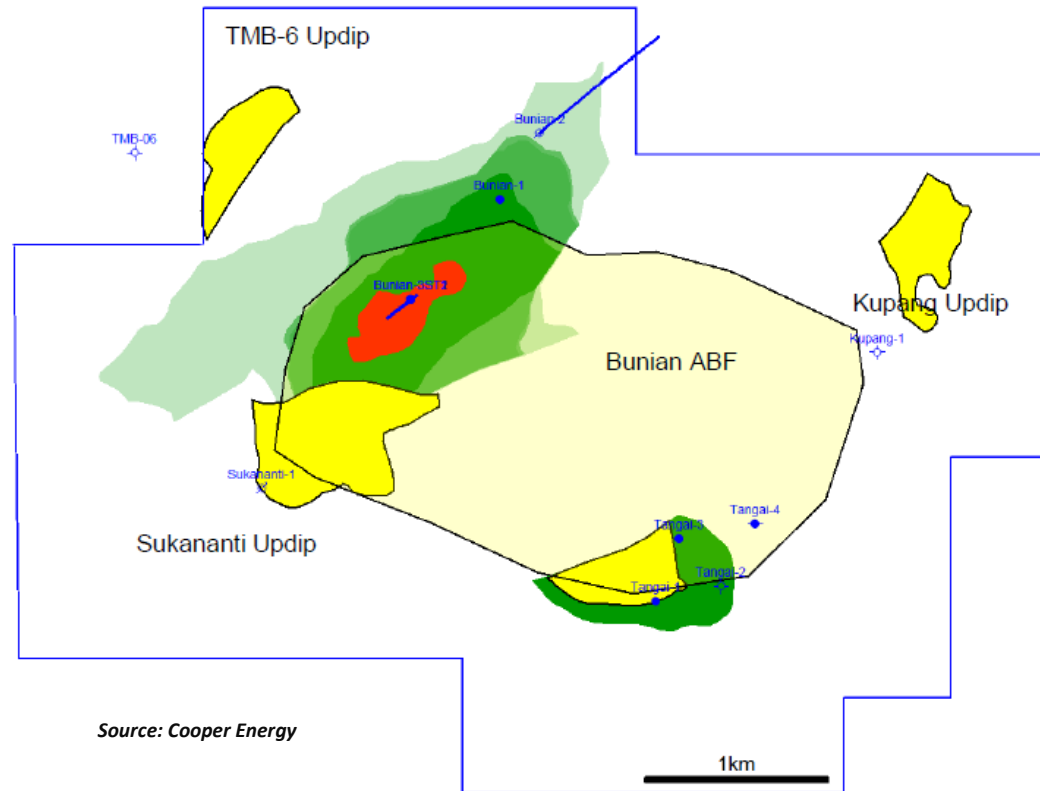 TMB-6 Updip
Bunian-2
TMB-06
Bunian-1
Bunian-3ST1
Kupang Updip
Kupang-1
Bunian ABF
Sukananti-1
Tangai-4
Tangai-3
Sukananti Updip
Tangai-2
Tangai-1
Source: Cooper Energy
1km